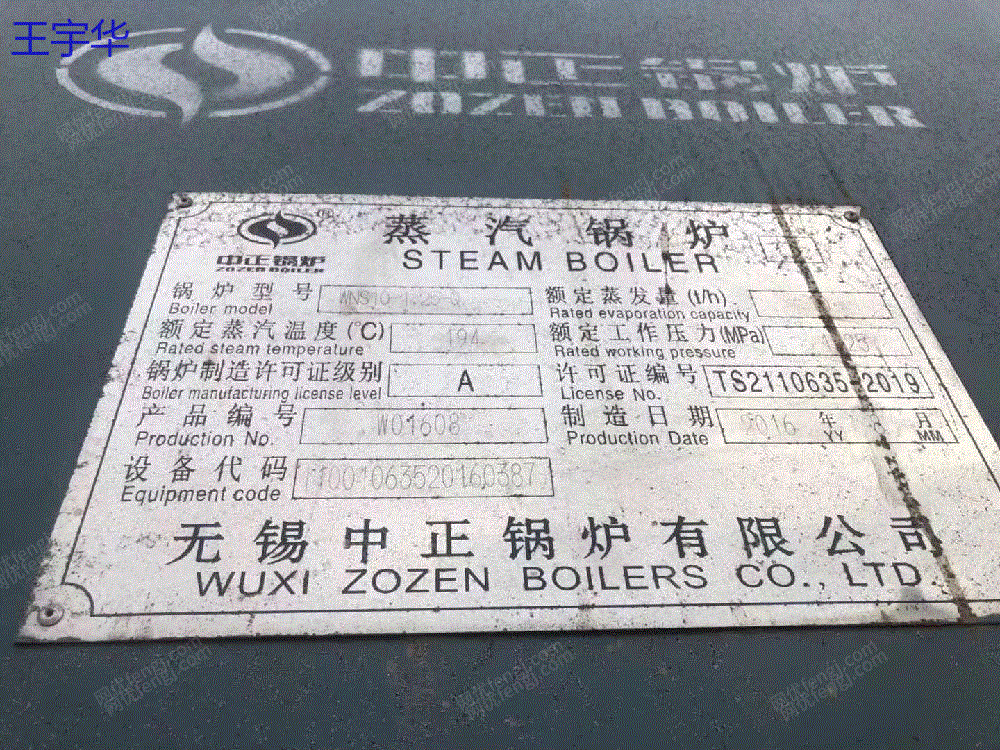 王宇华
中正锅炉
ZOZEN BOILER
中正锅炉
ZOZEN BOILER
蒸汽锅炉
STEAM BOILER
锅炉型号
Boiler model
WNS10-1.25-Q
额定蒸发量(t/h)
Rated evaporation capacity
额定蒸汽温度(℃)
Rated steam temperature
194
额定工作压力(MPa)
Rated working pressure
锅炉制造许可证级别
Boiler manufacturing license level
A
许可证编号
License No.
TS2110635-2019
产品编号
Production No.
W01608
制造日期
Production Date
2016 年 月
YY MM
设备代码
Equipment code
无锡中正锅炉有限公司
WUXI ZOZEN BOILERS CO., LTD.